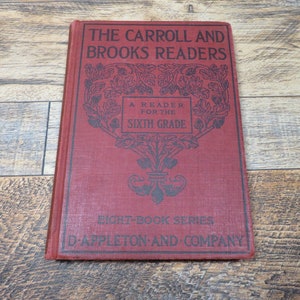 THE CARROLL AND
BROOKS READERS
A READER
FOR THE
SIXTH GRADE
EIGHT-BOOK SERIES
D·APPLETON·AND·COMPANY